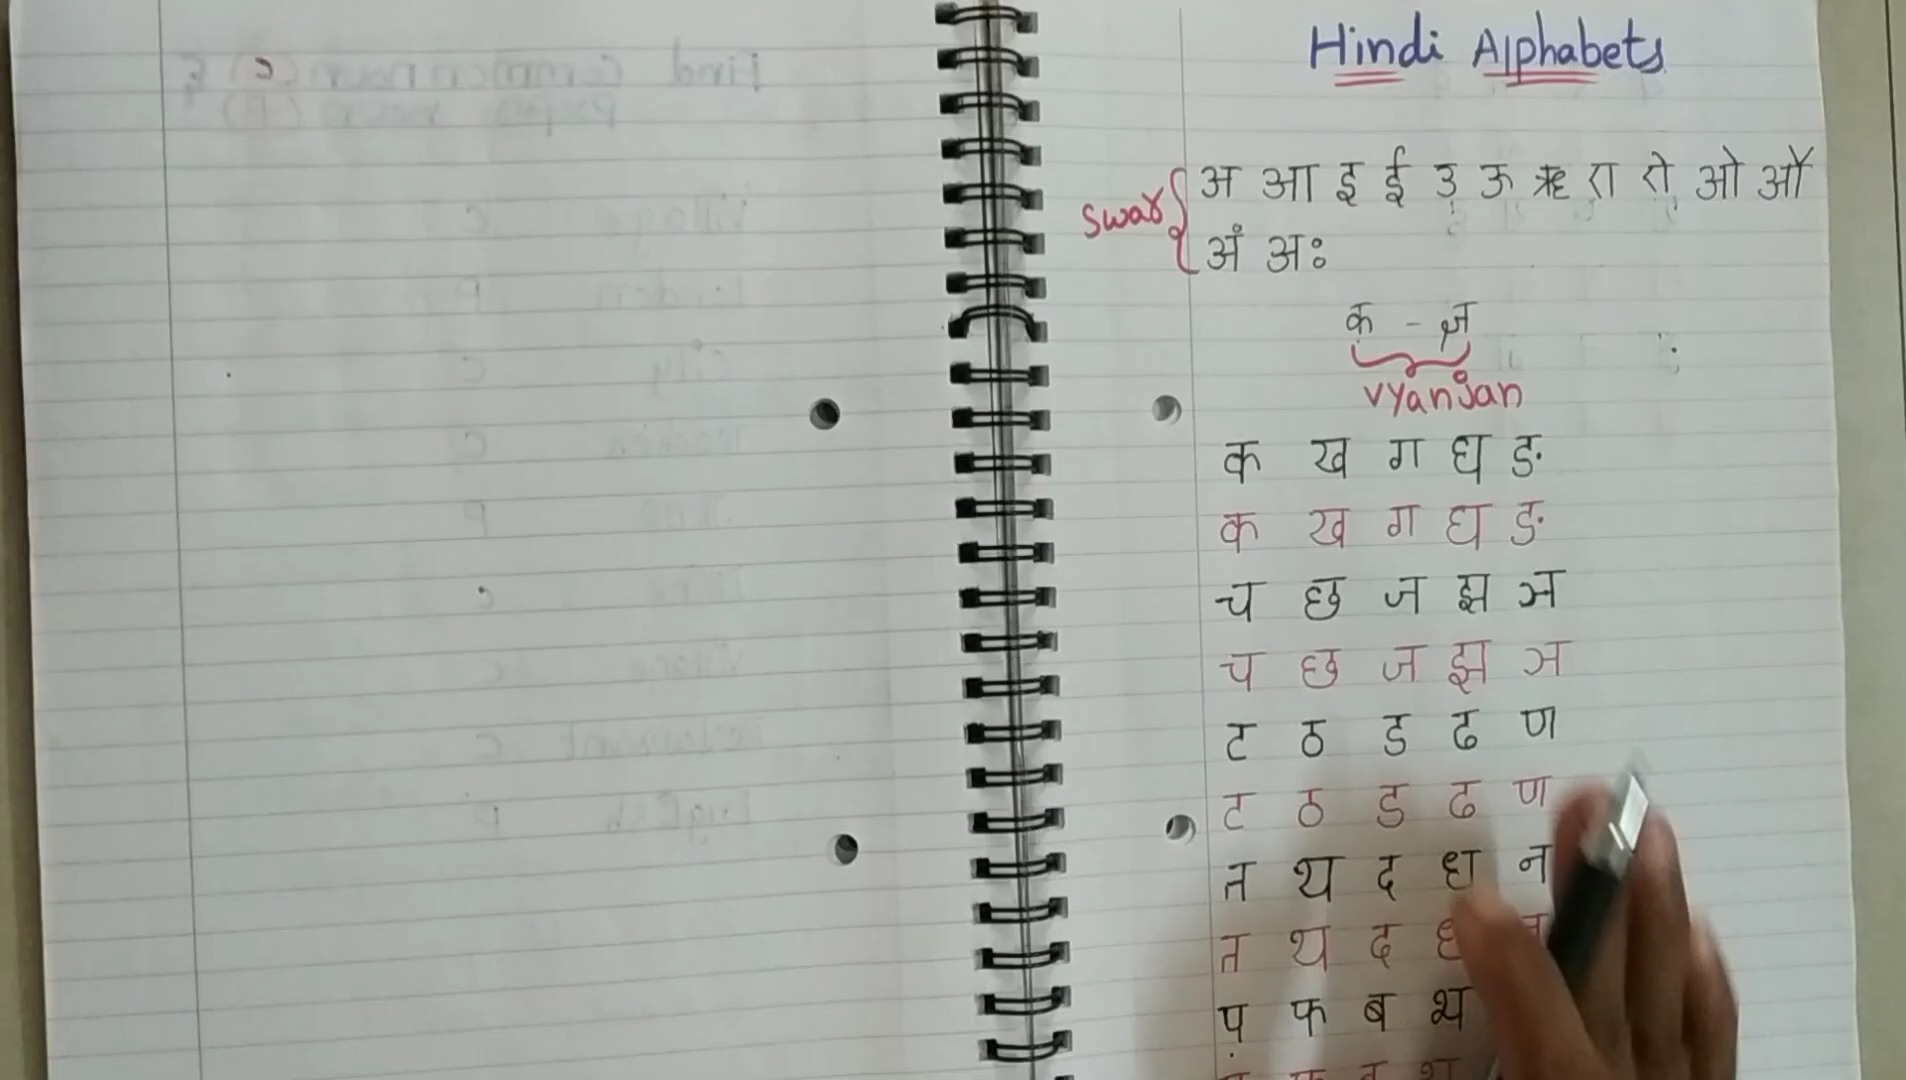 Hindi Alphabets
swar
अ आ इ ई उ ऊ ऋ रा रो ओ औ
अं अः
क - ज्ञ
vyanjan
क ख ग घ ङ
क ख ग घ ङ
च छ ज झ ञ
च छ ज झ ञ
ट ठ ड ढ ण
ट ठ ड ढ ण
त थ द ध न
त थ द ध न
प फ ब भ